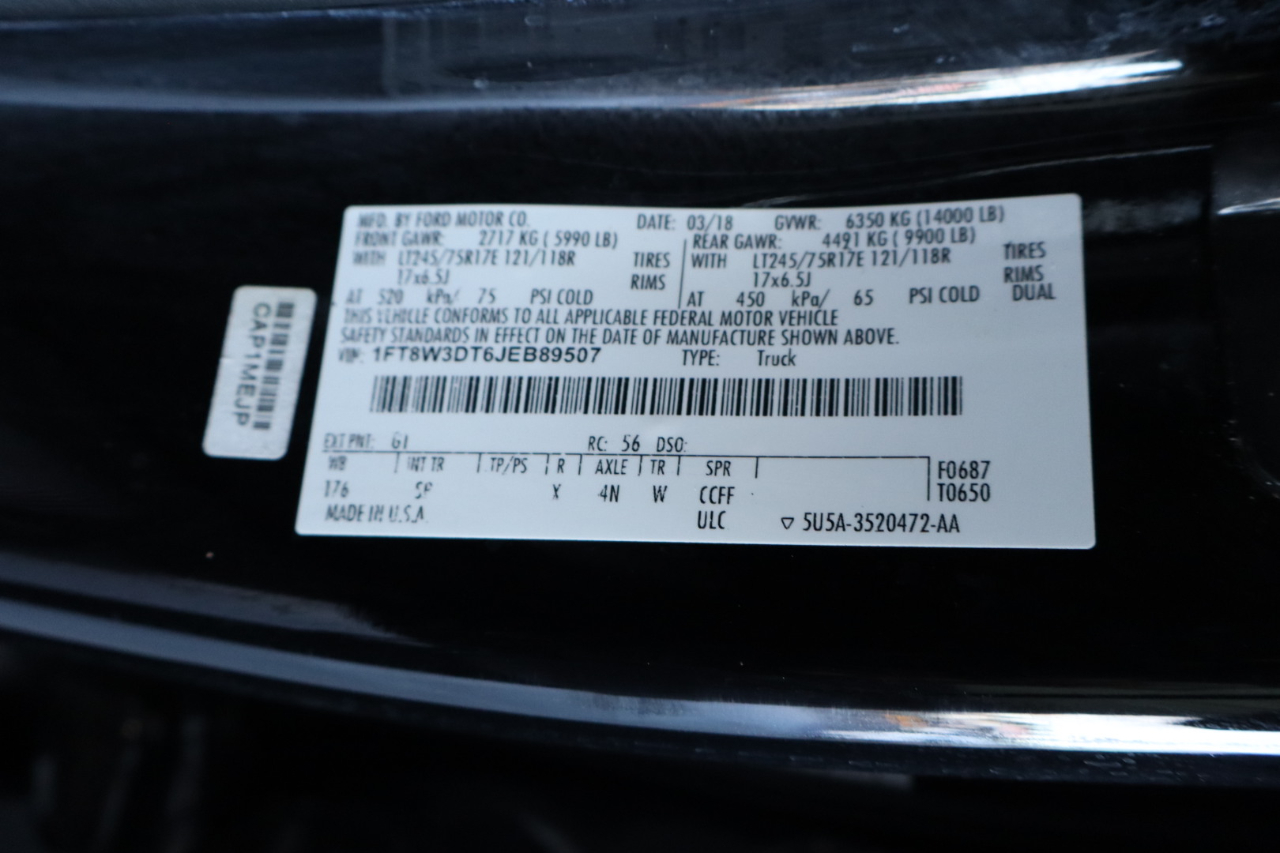 MFD. BY FORD MOTOR CO. DATE: 03/18 GVWR: 6350 KG (14000 LB)
FRONT GAWR: 2717 KG ( 5990 LB) REAR GAWR: 4491 KG ( 9900 LB)
WITH LT245/75R17E 121/118R TIRES WITH LT245/75R17E 121/118R TIRES
17x6.5J RIMS 17x6.5J RIMS
AT 520 kPa/ 75 PSI COLD AT 450 kPa/ 65 PSI COLD DUAL
THIS VEHICLE CONFORMS TO ALL APPLICABLE FEDERAL MOTOR VEHICLE
SAFETY STANDARDS IN EFFECT ON THE DATE OF MANUFACTURE SHOWN ABOVE.
VIN: 1FT8W3DT6JEB89507 TYPE: Truck
EXT PNT: G1 RC: 56 DSO:
WB INT TR TP/PS R AXLE TR SPR F0687
176 SP X 4N W CCFF T0650
MADE IN U.S.A. ULC ▽ 5U5A-3520472-AA
CAP1MEJP